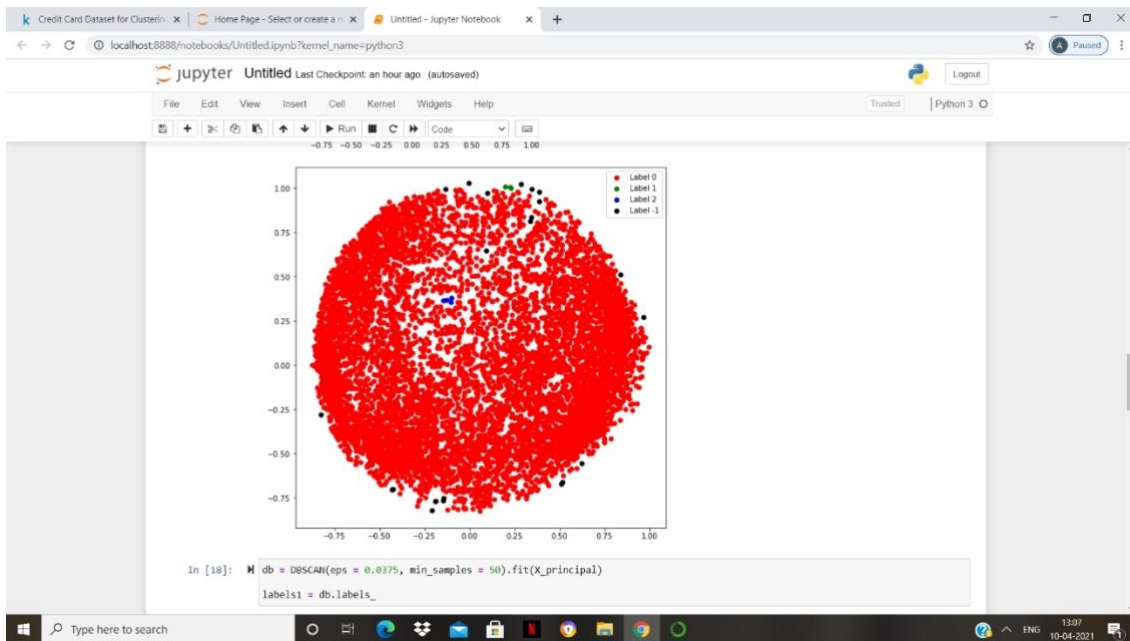 k Credit Card Dataset for Clusterin
Home Page - Select or create a n
Untitled - Jupyter Notebook
localhost:8888/notebooks/Untitled.ipynb?kernel_name=python3
A Paused
jupyter Untitled Last Checkpoint: an hour ago (autosaved)
Logout
File Edit View Insert Cell Kernel Widgets Help
Trusted Python 3
Run Code
-0.75 -0.50 -0.25 0.00 0.25 0.50 0.75 1.00
Label 0
Label 1
Label 2
Label -1
1.00
0.75
0.50
0.25
0.00
-0.25
-0.50
-0.75
-0.75 -0.50 -0.25 0.00 0.25 0.50 0.75 1.00
In [18]: db = DBSCAN(eps = 0.0375, min_samples = 50).fit(X_principal)
labels1 = db.labels_
Type here to search
N
ENG
13:07
10-04-2021